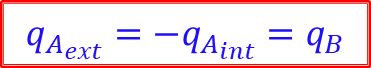 $q_{A_{ext}} = -q_{A_{int}} = q_B$